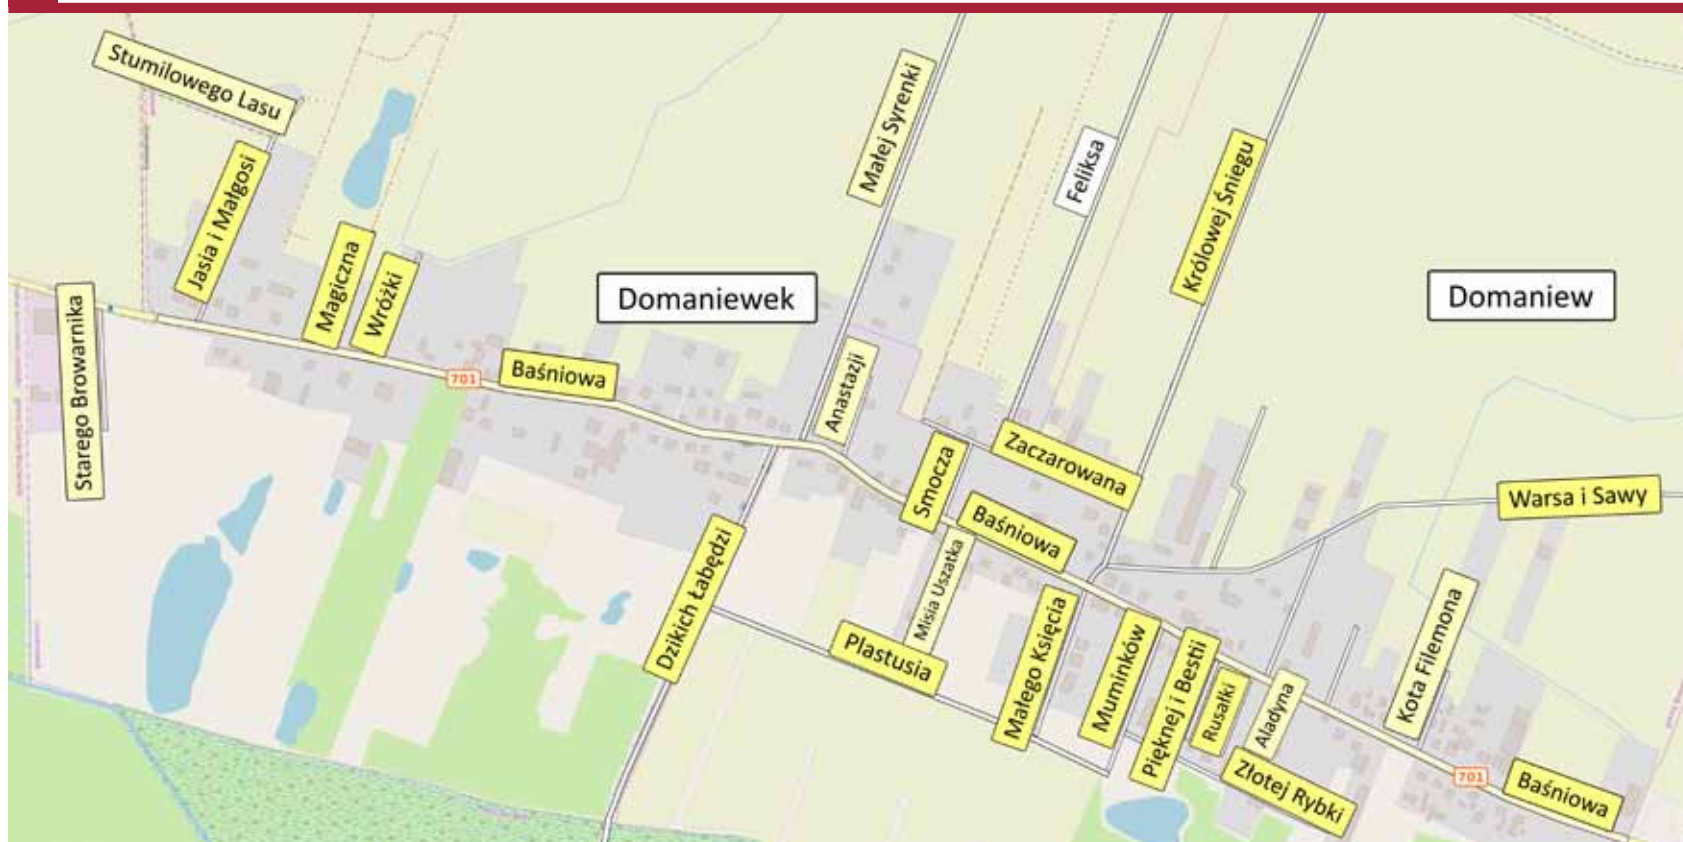 Stumilowego Lasu
Jasia i Małgosi
Magiczna
Wróżki
Starego Browarnika
Domaniewek
701
Baśniowa
Małej Syrenki
Anastazji
Feliksa
Królowej Śniegu
Domaniew
Smocza
Zaczarowana
Baśniowa
Warsa i Sawy
Dzikich Łabędzi
Misia Uszatka
Plastusia
Małego Księcia
Muminków
Pięknej i Bestii
Rusałki
Aladyna
Złotej Rybki
Kota Filemona
701
Baśniowa